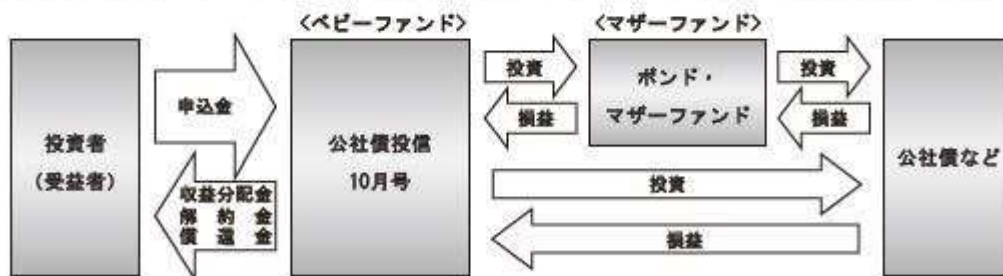 〈ベビーファンド〉
〈マザーファンド〉
投資者
(受益者)
申込金
収益分配金
解約金
償還金
公社債投信
10月号
投資
損益
ボンド・
マザーファンド
投資
損益
投資
損益
公社債など